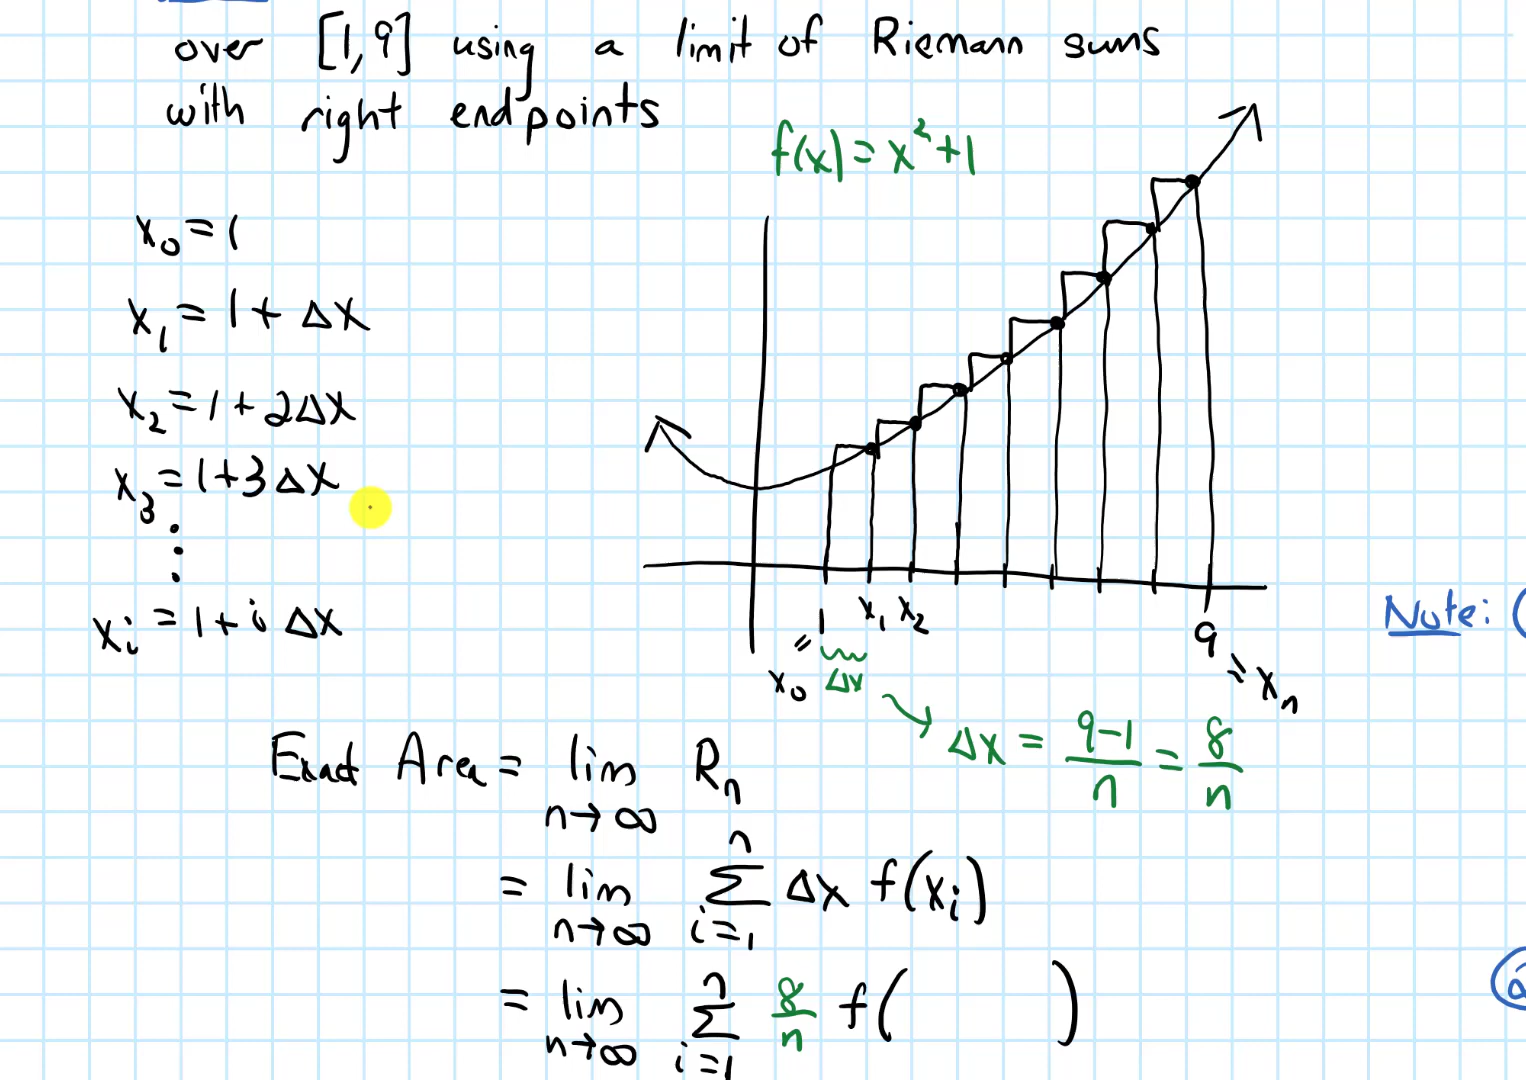 over [1,9] using a limit of Riemann sums
with right endpoints
f(x) = x²+1
x₀ = 1
x₁ = 1 + Δx
x₂ = 1 + 2Δx
x₃ = 1+3Δx
⋮
xᵢ = 1 + i Δx
1 x₁ x₂ 9
= x₀ Δx = xₙ
Note: (
Δx = (9-1)/n = 8/n
Exact Area = lim n→∞ Rₙ
= lim n→∞ Σ i=1 n Δx f(xᵢ)
= lim n→∞ Σ i=1 n 8/n f( )